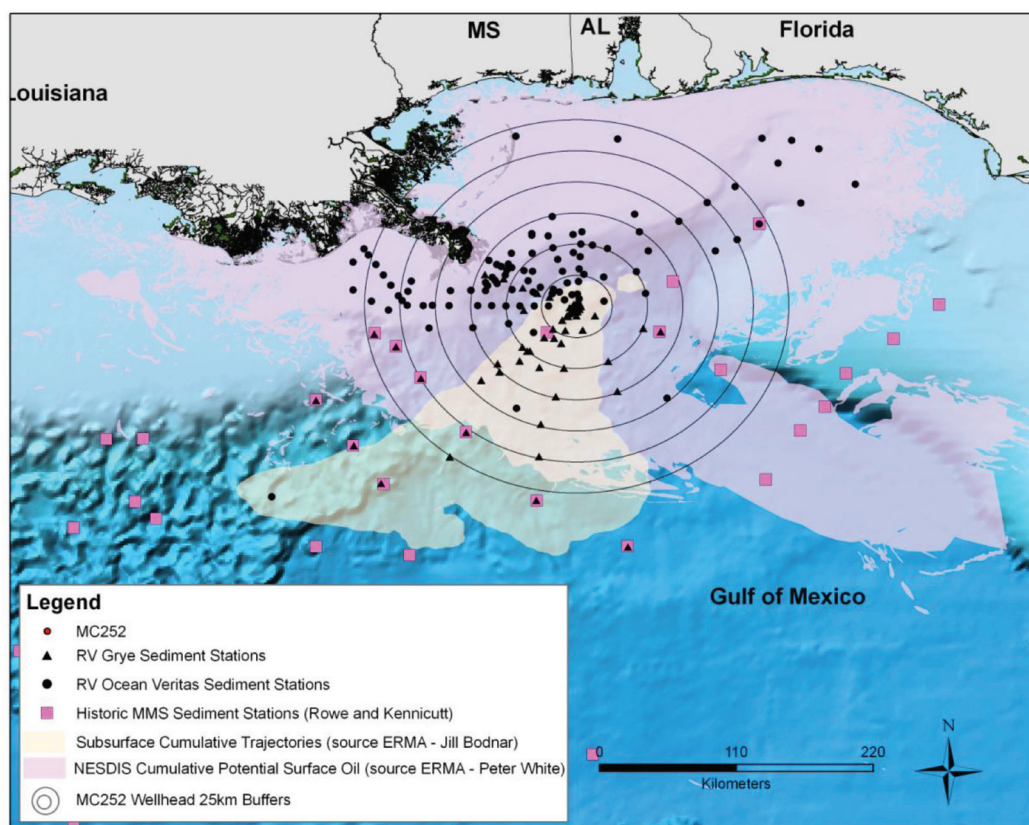 MS
AL
Florida
Louisiana
Gulf of Mexico
Legend
MC252
RV Grye Sediment Stations
RV Ocean Veritas Sediment Stations
Historic MMS Sediment Stations (Rowe and Kennicutt)
Subsurface Cumulative Trajectories (source ERMA - Jill Bodnar)
NESDIS Cumulative Potential Surface Oil (source ERMA - Peter White)
MC252 Wellhead 25km Buffers
0 110 220
Kilometers
N